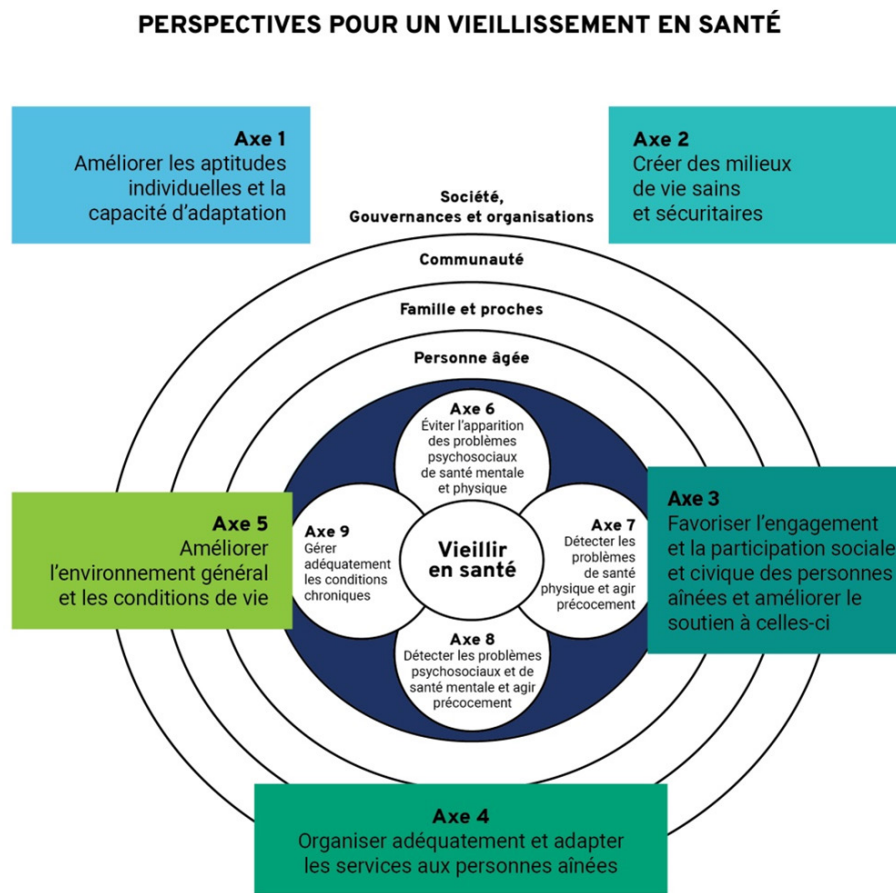 PERSPECTIVES POUR UN VIEILLISSEMENT EN SANTÉ
Axe 1
Améliorer les aptitudes
individuelles et la
capacité d'adaptation
Axe 2
Créer des milieux
de vie sains
et sécuritaires
Société,
Gouvernances et organisations
Communauté
Famille et proches
Personne âgée
Axe 6
Éviter l'apparition
des problèmes
psychosociaux
de santé mentale
et physique
Axe 5
Améliorer
l'environnement général
et les conditions de vie
Axe 9
Gérer
adéquatement
les conditions
chroniques
Vieillir
en santé
Axe 7
Détecter les
problèmes
de santé
physique et agir
précocement
Axe 3
Favoriser l'engagement
et la participation sociale
et civique des personnes
aînées et améliorer le
soutien à celles-ci
Axe 8
Détecter les problèmes
psychosociaux et de
santé mentale et agir
précocement
Axe 4
Organiser adéquatement et adapter
les services aux personnes aînées